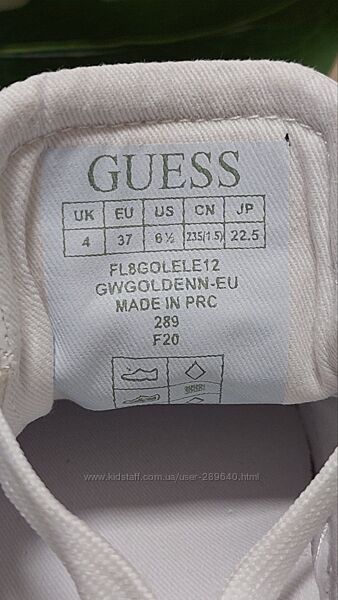 GUESS
UK EU US CN JP
4 37 6½ 235(1.5) 22.5
FL8GOLELE12
GWGOLDENN-EU
MADE IN PRC
289
F20
www.kidstaff.com.ua/user-289640.html